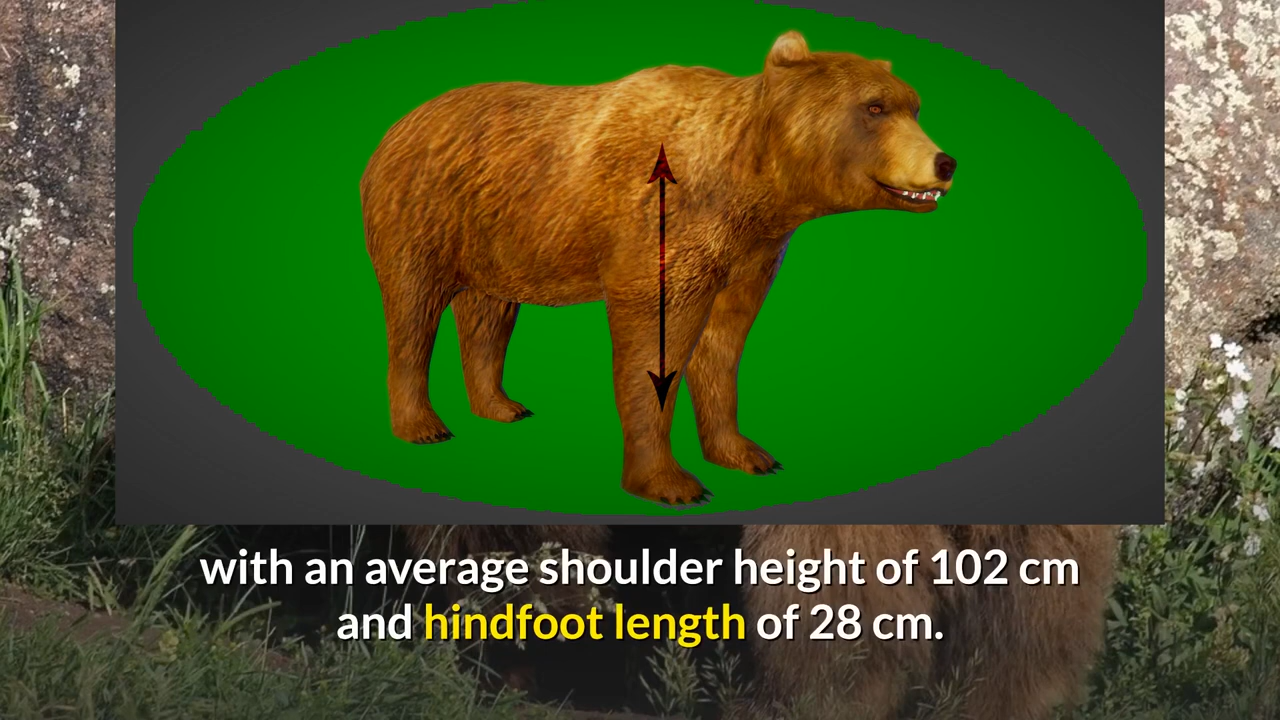 with an average shoulder height of 102 cm
and hindfoot length of 28 cm.